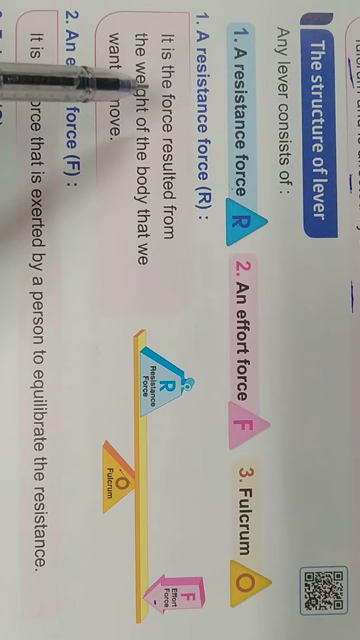 The structure of lever
Any lever consists of :
1. A resistance force R
2. An effort force F
3. Fulcrum O
1. A resistance force (R) :
It is the force resulted from
the weight of the body that we
want move.
R
Resistance
Force
O
Fulcrum
F
Effort
Force
2. An force (F) :
It is force that is exerted by a person to equilibrate the resistance.